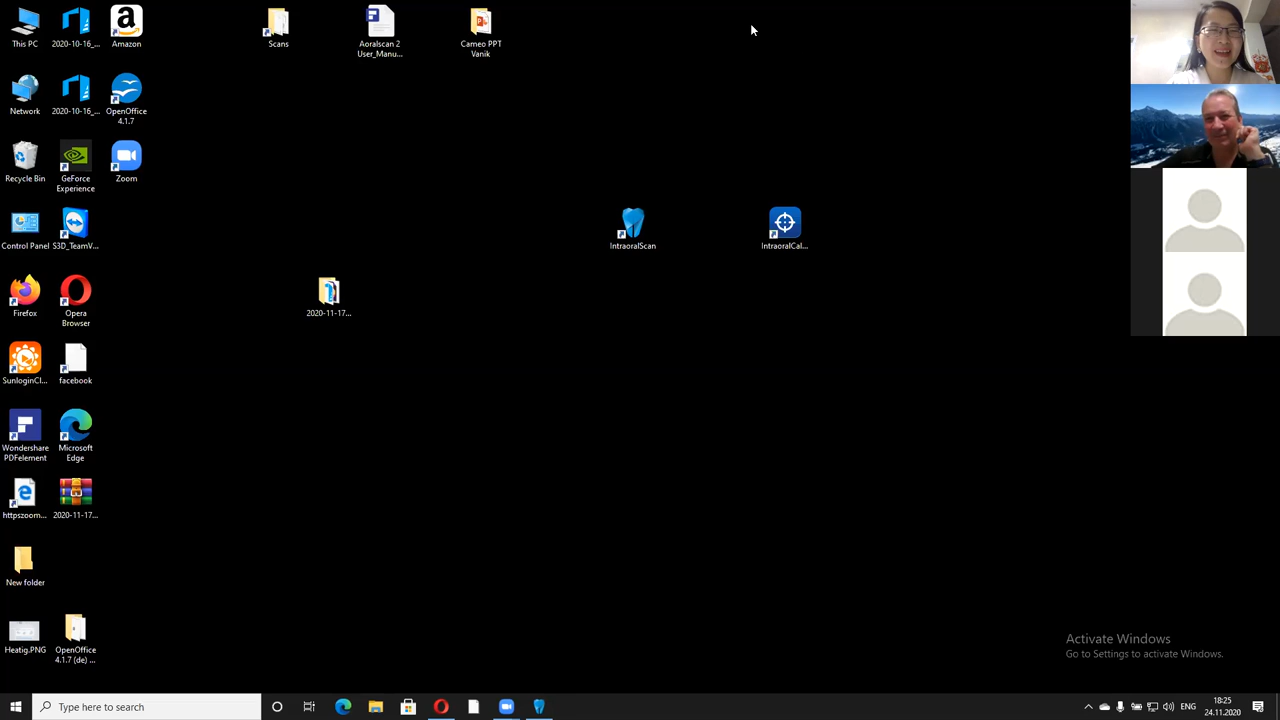 This PC
2020-10-16_...
Amazon
Scans
Aoralscan 2
User_Manu...
Cameo PPT
Vanik
Network
2020-10-16_...
OpenOffice
4.1.7
Recycle Bin
GeForce
Experience
Zoom
Control Panel
S3D_TeamV...
IntraoralScan
IntraoralCal...
Firefox
Opera
Browser
2020-11-17...
SunloginCl...
facebook
Wondershare
PDFelement
Microsoft
Edge
httpszoom...
2020-11-17...
New folder
Heatig.PNG
OpenOffice
4.1.7 (de) ...
Activate Windows
Go to Settings to activate Windows.
Type here to search
ENG
18:25
24.11.2020